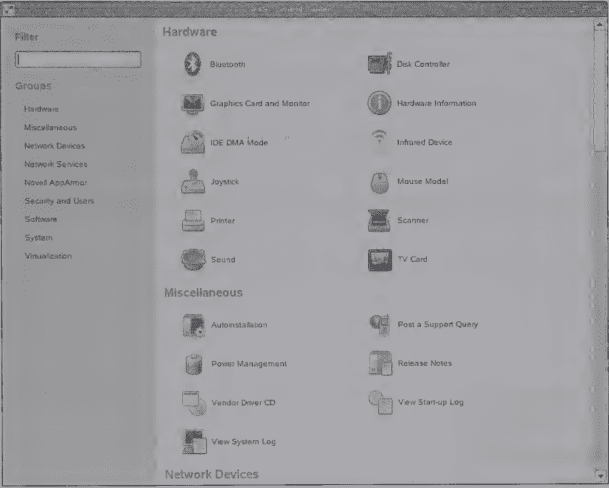 Filter
Groups
Hardware
Miscellaneous
Network Devices
Network Services
Novell AppArmor
Security and Users
Software
System
Virtualization
Hardware
Bluetooth
Disk Controller
Graphics Card and Monitor
Hardware Information
IDE DMA Mode
Infrared Device
Joystick
Mouse Model
Printer
Scanner
Sound
TV Card
Miscellaneous
Autoinstallation
Post a Support Query
Power Management
Release Notes
Vendor Driver CD
View Start-up Log
View System Log
Network Devices